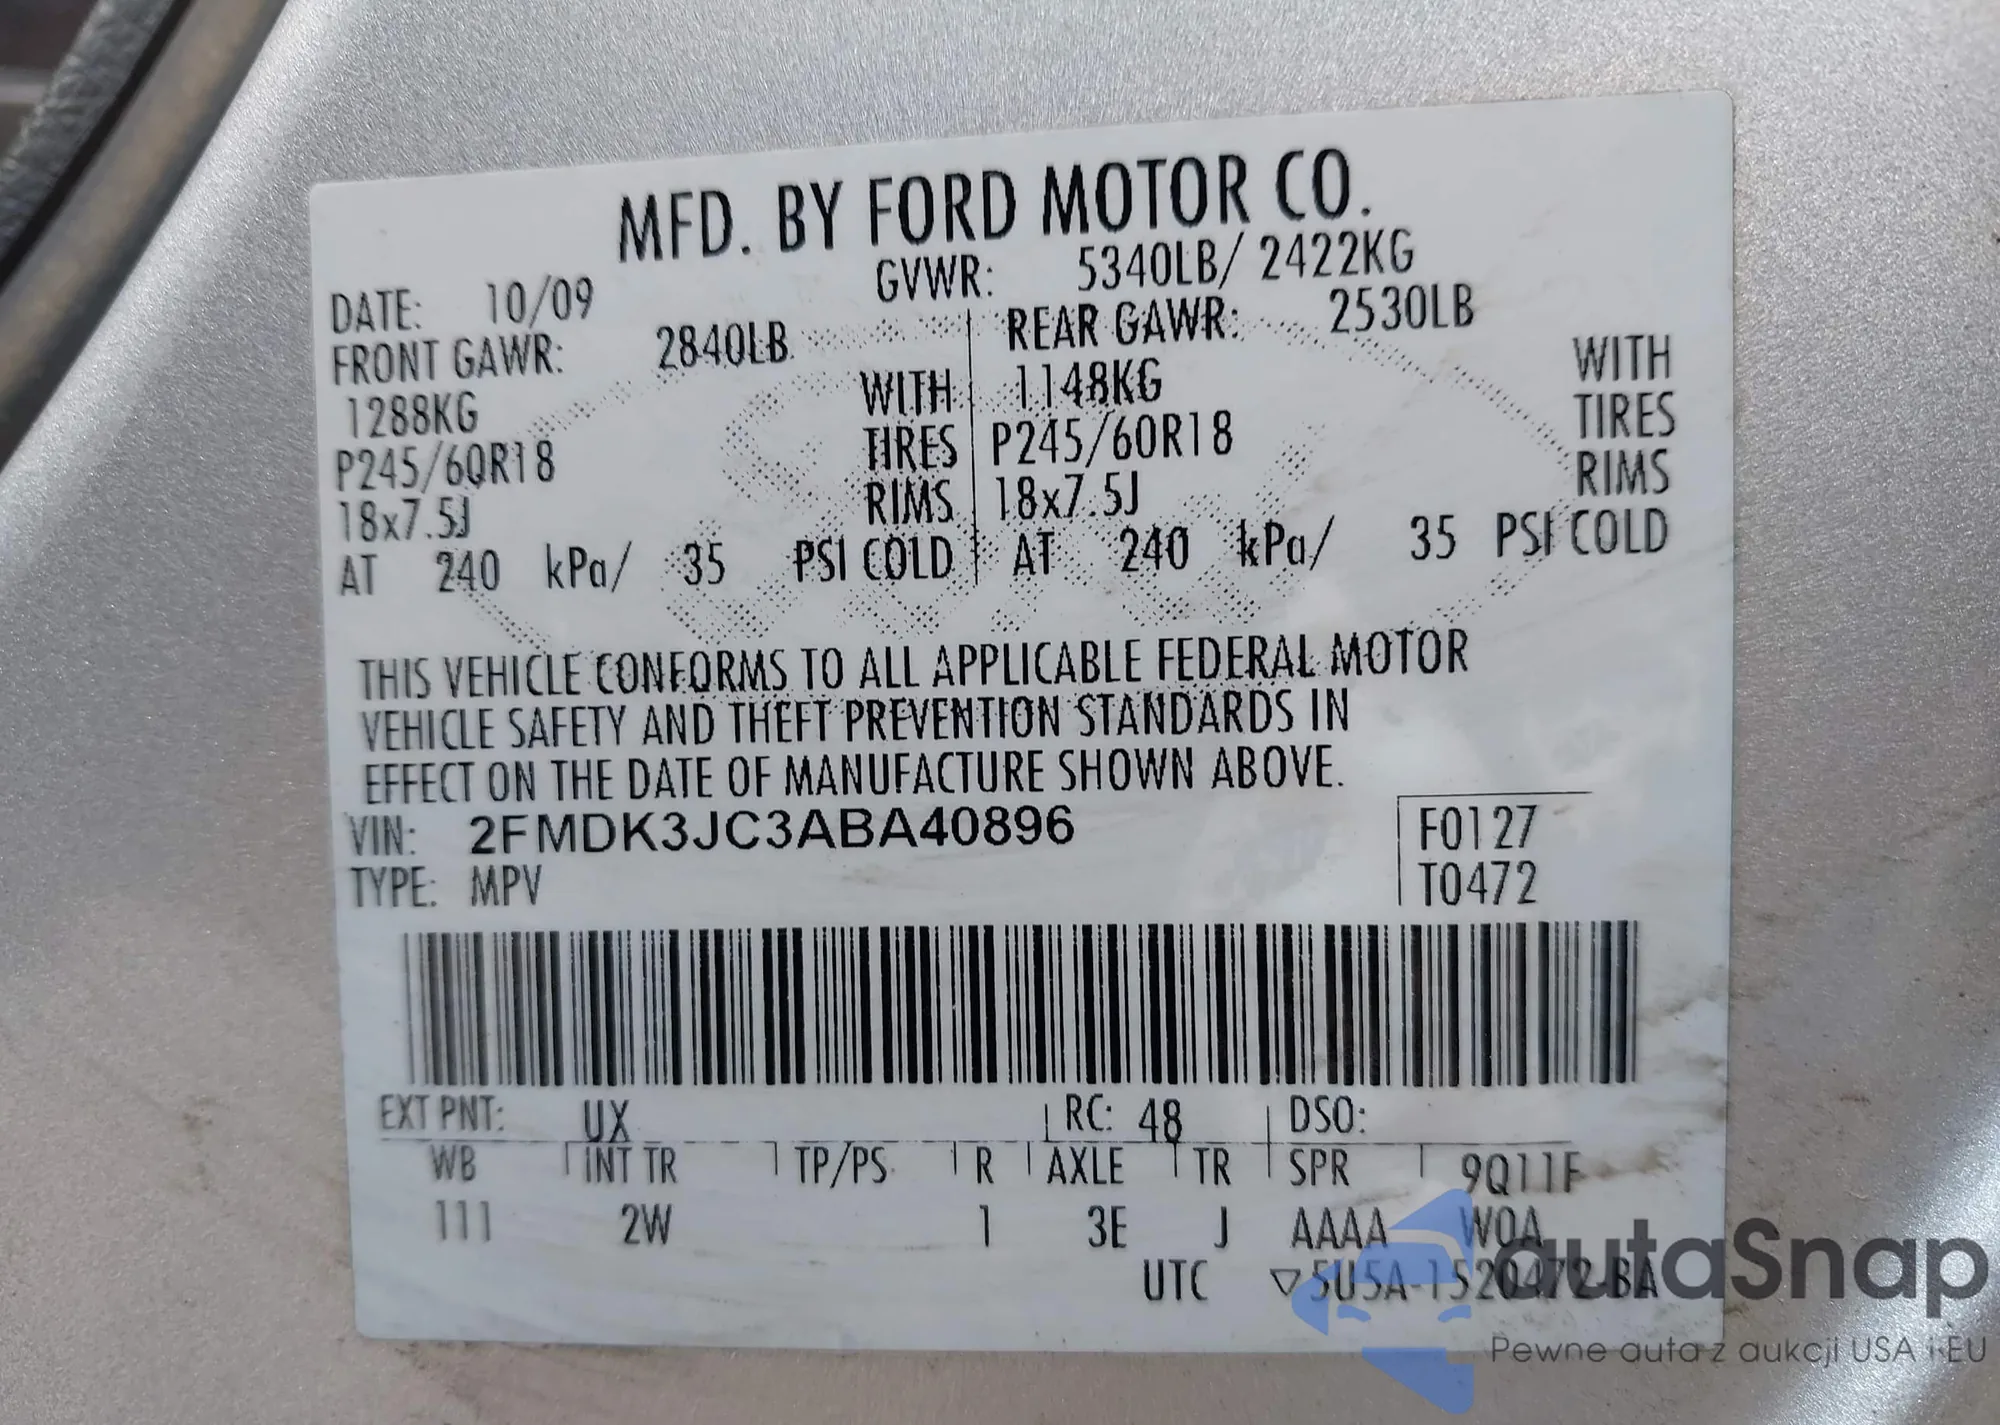 MFD. BY FORD MOTOR CO.
DATE: 10/09 GVWR: 5340LB/ 2422KG
FRONT GAWR: 2840LB REAR GAWR: 2530LB
1288KG WITH 1148KG WITH
P245/60R18 TIRES P245/60R18 TIRES
18x7.5J RIMS 18x7.5J RIMS
AT 240 kPa/ 35 PSI COLD AT 240 kPa/ 35 PSI COLD
THIS VEHICLE CONFORMS TO ALL APPLICABLE FEDERAL MOTOR
VEHICLE SAFETY AND THEFT PREVENTION STANDARDS IN
EFFECT ON THE DATE OF MANUFACTURE SHOWN ABOVE.
VIN: 2FMDK3JC3ABA40896 F0127
TYPE: MPV T0472
EXT PNT: UX RC: 48 DSO:
WB INT TR TP/PS R AXLE TR SPR 9Q11F
111 2W 1 3E J AAAA WOA
UTC ▽5U5A-1520472-BA
autaSnap
Pewne auta z aukcji USA i EU